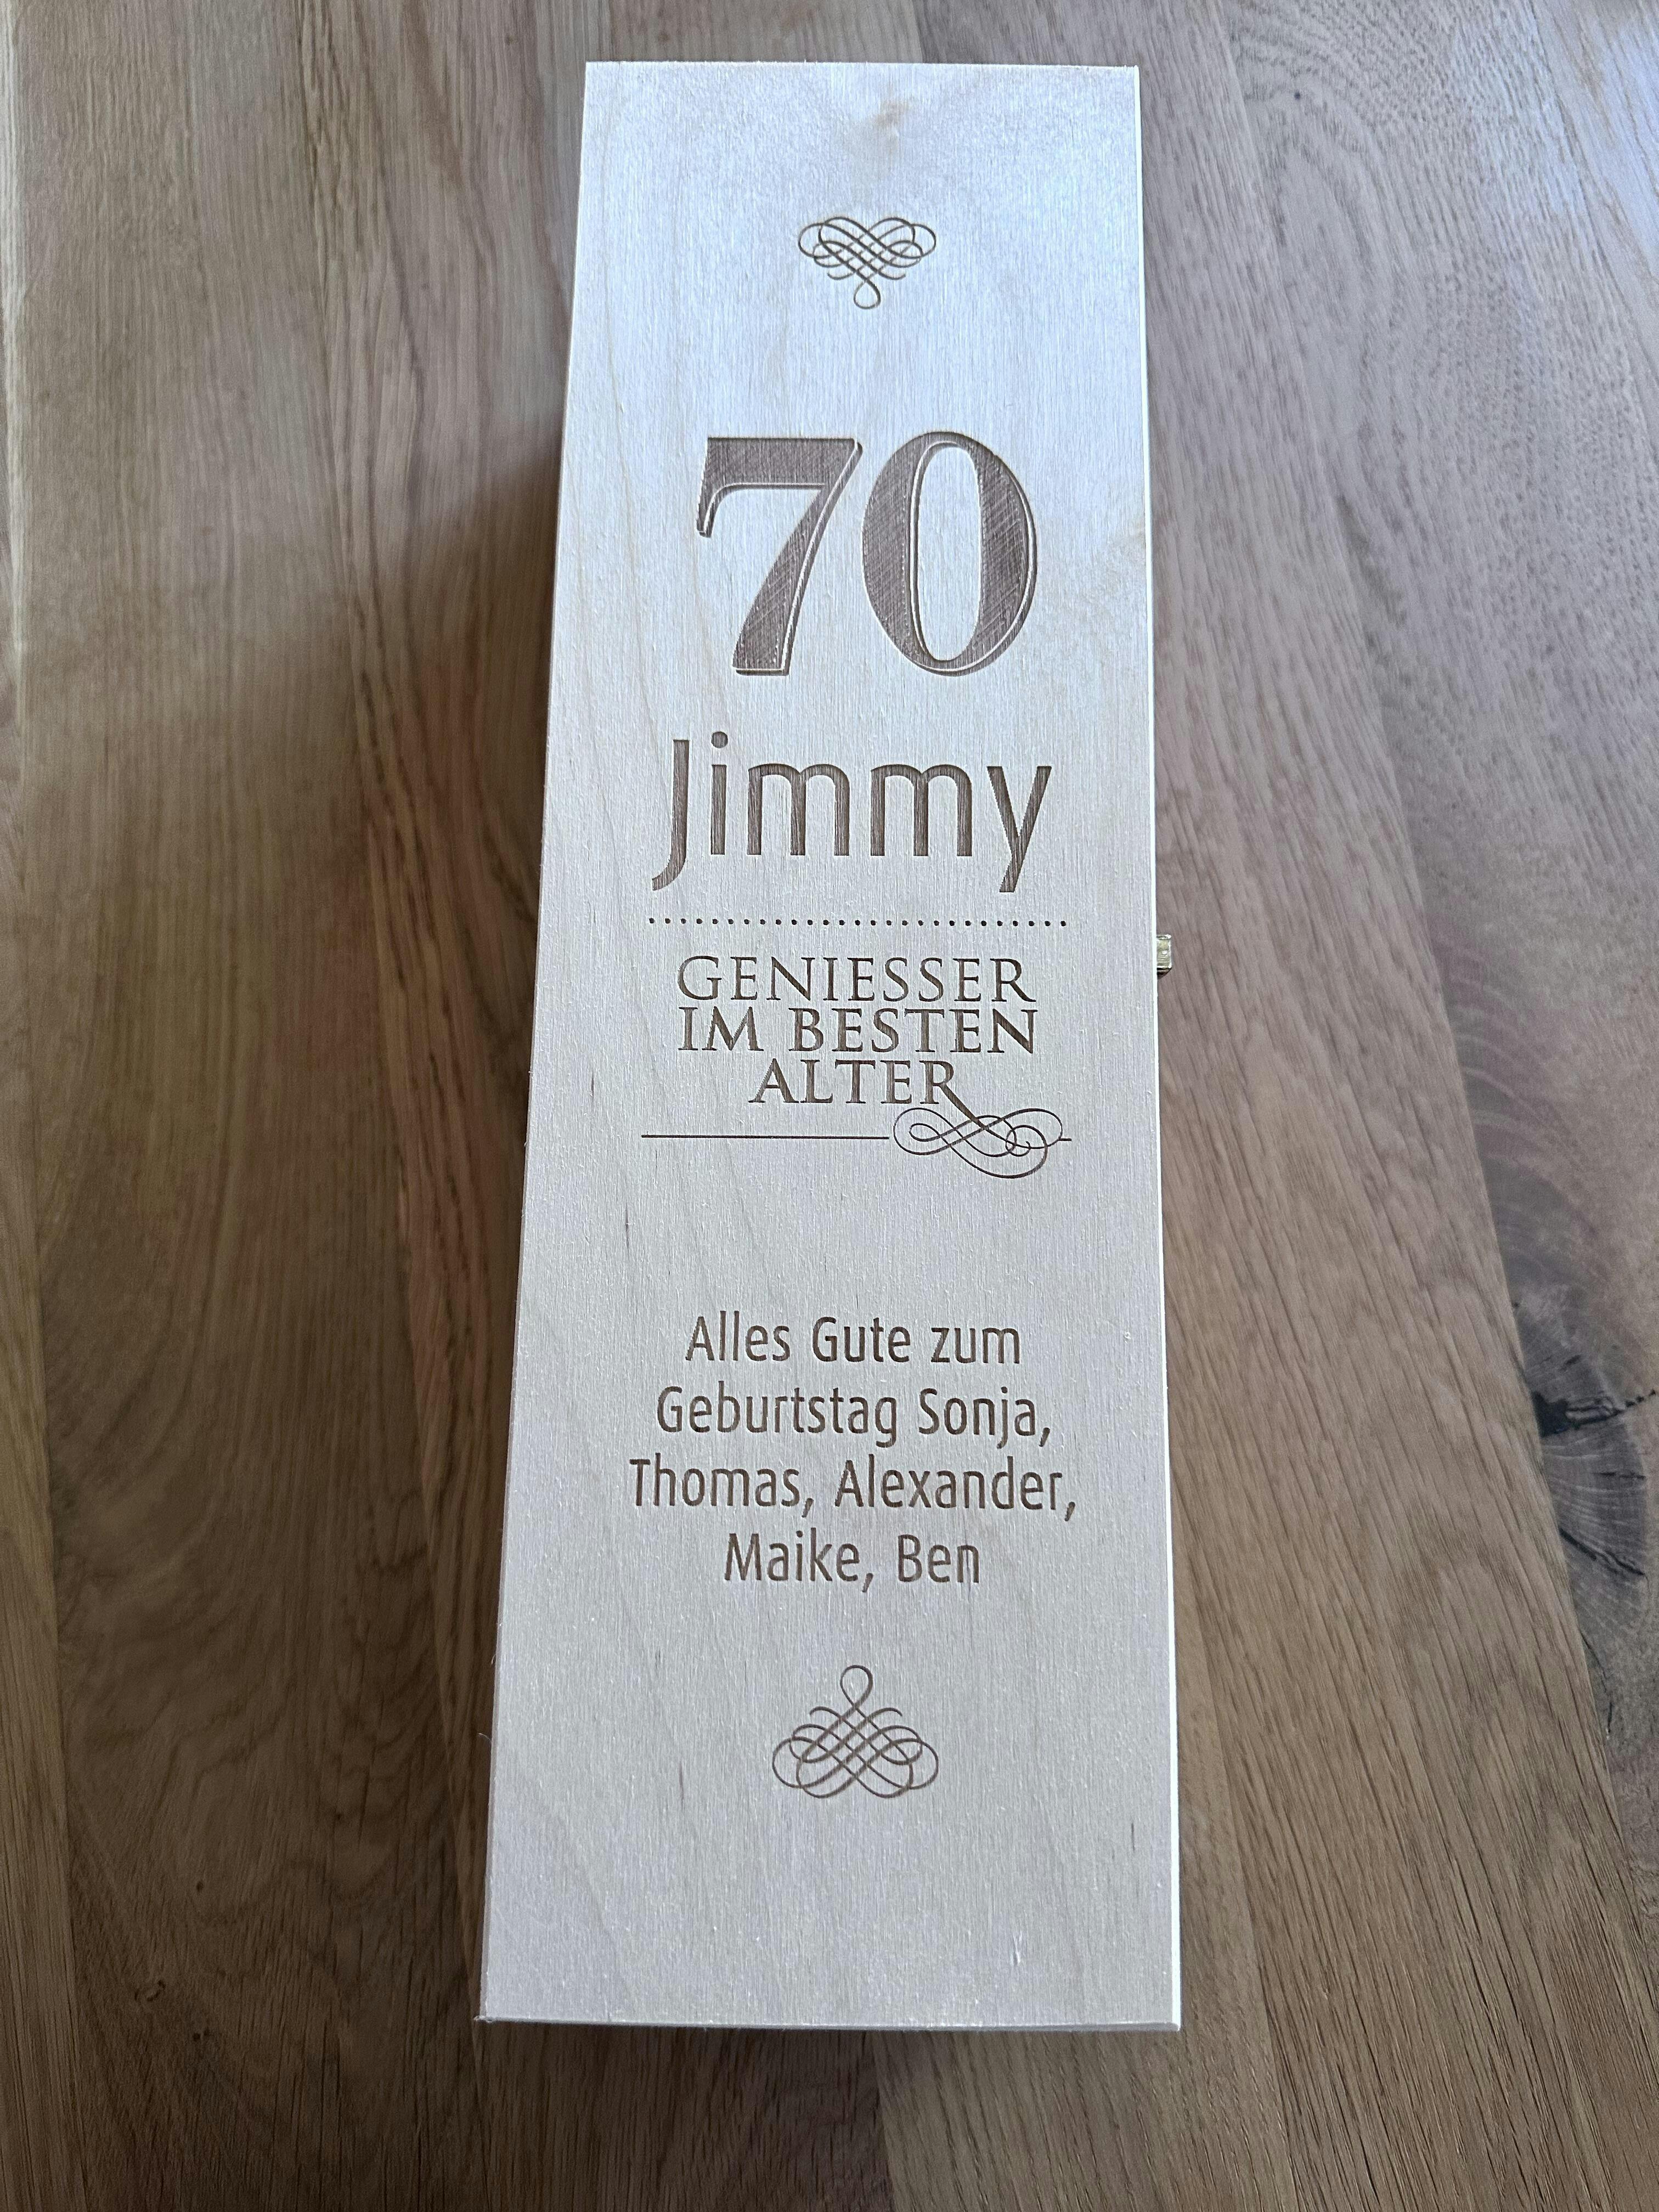 70
Jimmy
GENIESSER
IM BESTEN
ALTER
Alles Gute zum
Geburtstag Sonja,
Thomas, Alexander,
Maike, Ben